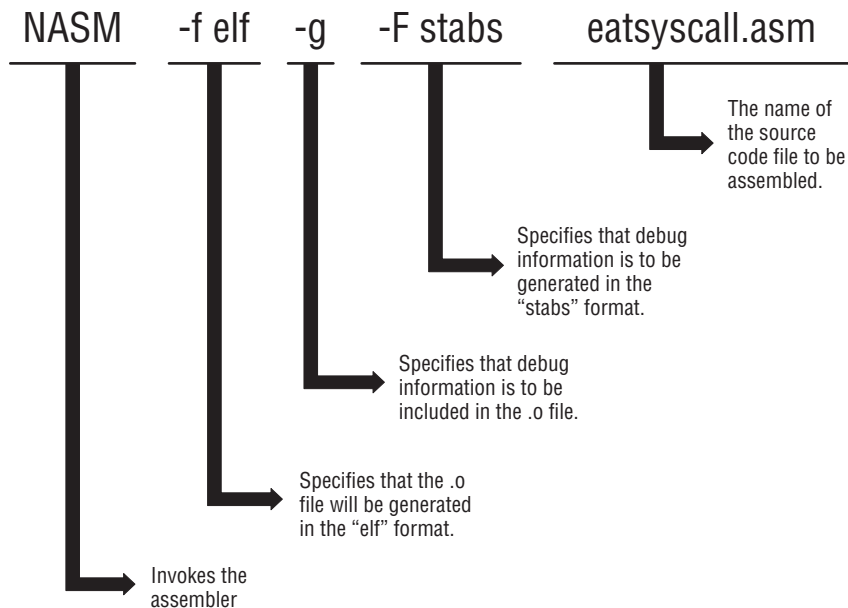 NASM -f elf -g -F stabs eatsyscall.asm
The name of
the source
code file to be
assembled.
Specifies that debug
information is to be
generated in the
“stabs” format.
Specifies that debug
information is to be
included in the .o file.
Specifies that the .o
file will be generated
in the “elf” format.
Invokes the
assembler